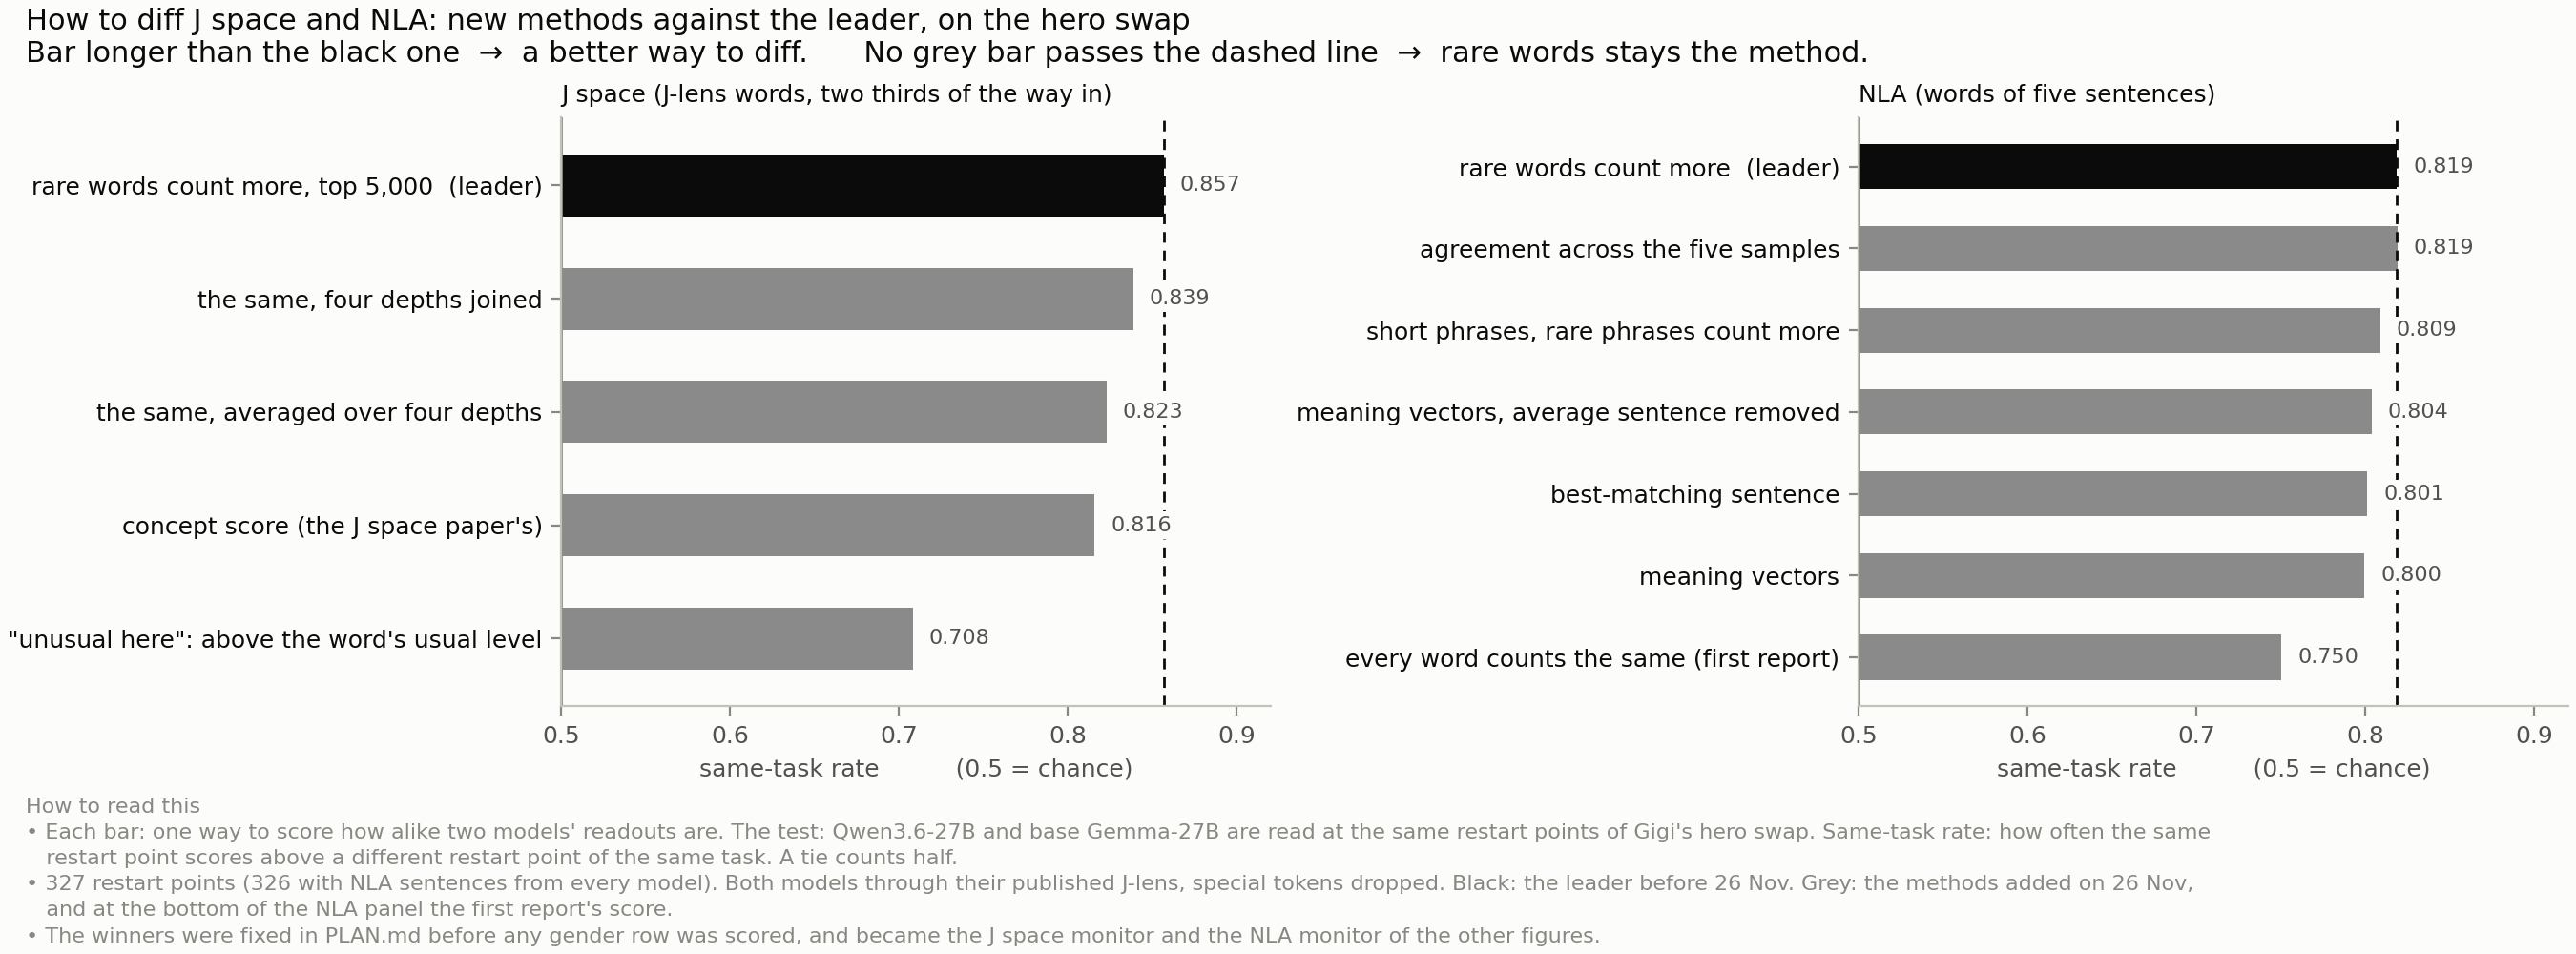 How to diff J space and NLA: new methods against the leader, on the hero swap
Bar longer than the black one → a better way to diff. No grey bar passes the dashed line → rare words stays the method.
J space (J-lens words, two thirds of the way in)
rare words count more, top 5,000 (leader)
0.857
the same, four depths joined
0.839
the same, averaged over four depths
0.823
concept score (the J space paper's)
0.816
"unusual here": above the word's usual level
0.708
0.5 0.6 0.7 0.8 0.9
same-task rate (0.5 = chance)
NLA (words of five sentences)
rare words count more (leader)
0.819
agreement across the five samples
0.819
short phrases, rare phrases count more
0.809
meaning vectors, average sentence removed
0.804
best-matching sentence
0.801
meaning vectors
0.800
every word counts the same (first report)
0.750
0.5 0.6 0.7 0.8 0.9
same-task rate (0.5 = chance)
How to read this
• Each bar: one way to score how alike two models' readouts are. The test: Qwen3.6-27B and base Gemma-27B are read at the same restart points of Gigi's hero swap. Same-task rate: how often the same
restart point scores above a different restart point of the same task. A tie counts half.
• 327 restart points (326 with NLA sentences from every model). Both models through their published J-lens, special tokens dropped. Black: the leader before 26 Nov. Grey: the methods added on 26 Nov,
and at the bottom of the NLA panel the first report's score.
• The winners were fixed in PLAN.md before any gender row was scored, and became the J space monitor and the NLA monitor of the other figures.